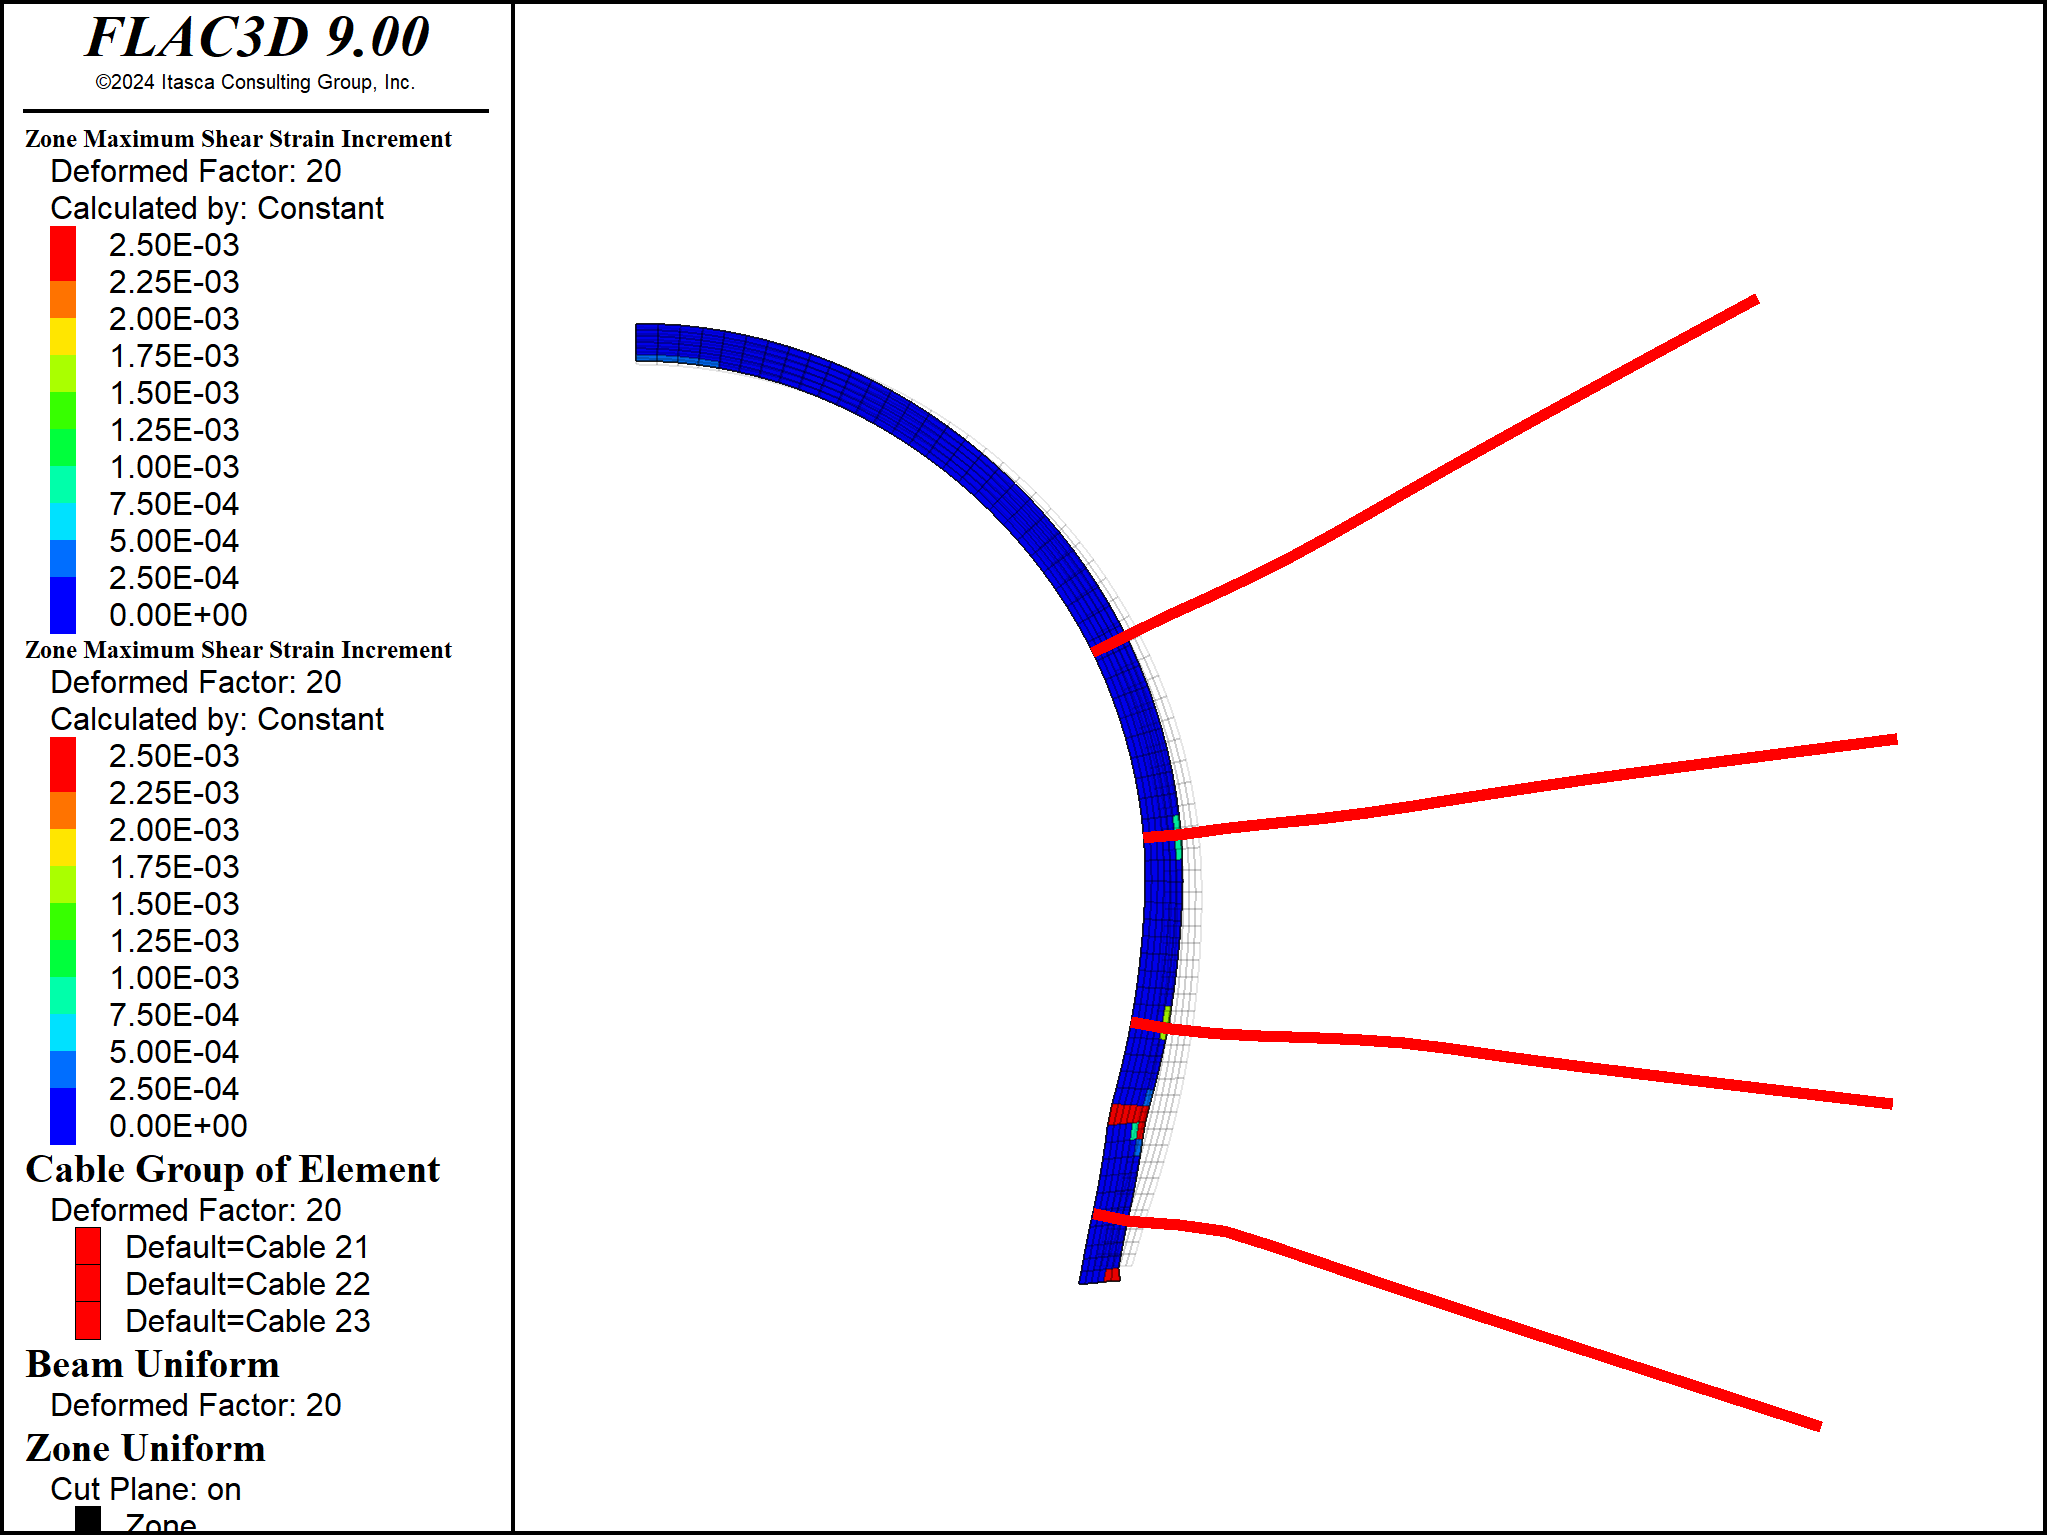 FLAC3D 9.00
©2024 Itasca Consulting Group, Inc.
Zone Maximum Shear Strain Increment
Deformed Factor: 20
Calculated by: Constant
2.50E-03
2.25E-03
2.00E-03
1.75E-03
1.50E-03
1.25E-03
1.00E-03
7.50E-04
5.00E-04
2.50E-04
0.00E+00
Zone Maximum Shear Strain Increment
Deformed Factor: 20
Calculated by: Constant
2.50E-03
2.25E-03
2.00E-03
1.75E-03
1.50E-03
1.25E-03
1.00E-03
7.50E-04
5.00E-04
2.50E-04
0.00E+00
Cable Group of Element
Deformed Factor: 20
Default=Cable 21
Default=Cable 22
Default=Cable 23
Beam Uniform
Deformed Factor: 20
Zone Uniform
Cut Plane: on
Zone